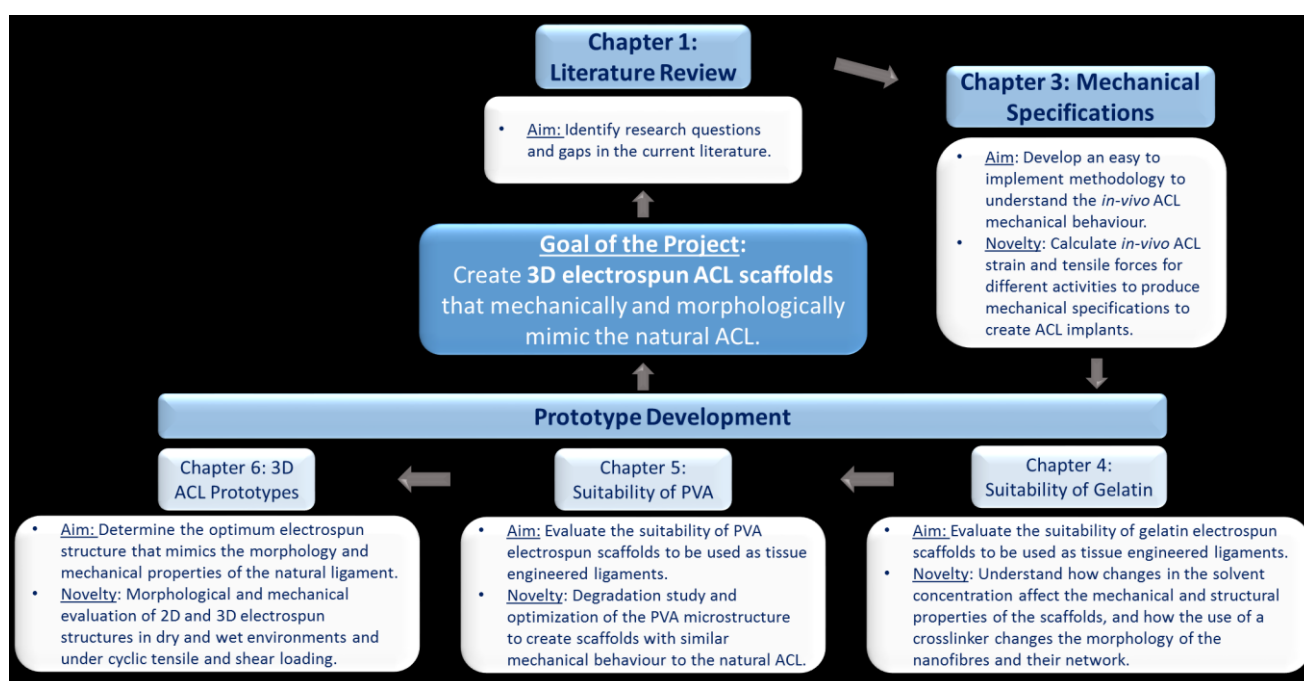 Chapter 1:
Literature Review
• Aim: Identify research questions
and gaps in the current literature.
Chapter 3: Mechanical
Specifications
• Aim: Develop an easy to
implement methodology to
understand the in-vivo ACL
mechanical behaviour.
• Novelty: Calculate in-vivo ACL
strain and tensile forces for
different activities to produce
mechanical specifications to
create ACL implants.
Goal of the Project:
Create 3D electrospun ACL scaffolds
that mechanically and morphologically
mimic the natural ACL.
Prototype Development
Chapter 6: 3D
ACL Prototypes
• Aim: Determine the optimum electrospun
structure that mimics the morphology and
mechanical properties of the natural ligament.
• Novelty: Morphological and mechanical
evaluation of 2D and 3D electrospun
structures in dry and wet environments and
under cyclic tensile and shear loading.
Chapter 5:
Suitability of PVA
• Aim: Evaluate the suitability of PVA
electrospun scaffolds to be used as tissue
engineered ligaments.
• Novelty: Degradation study and
optimization of the PVA microstructure
to create scaffolds with similar
mechanical behaviour to the natural ACL.
Chapter 4:
Suitability of Gelatin
• Aim: Evaluate the suitability of gelatin electrospun
scaffolds to be used as tissue engineered ligaments.
• Novelty: Understand how changes in the solvent
concentration affect the mechanical and structural
properties of the scaffolds, and how the use of a
crosslinker changes the morphology of the
nanofibres and their network.